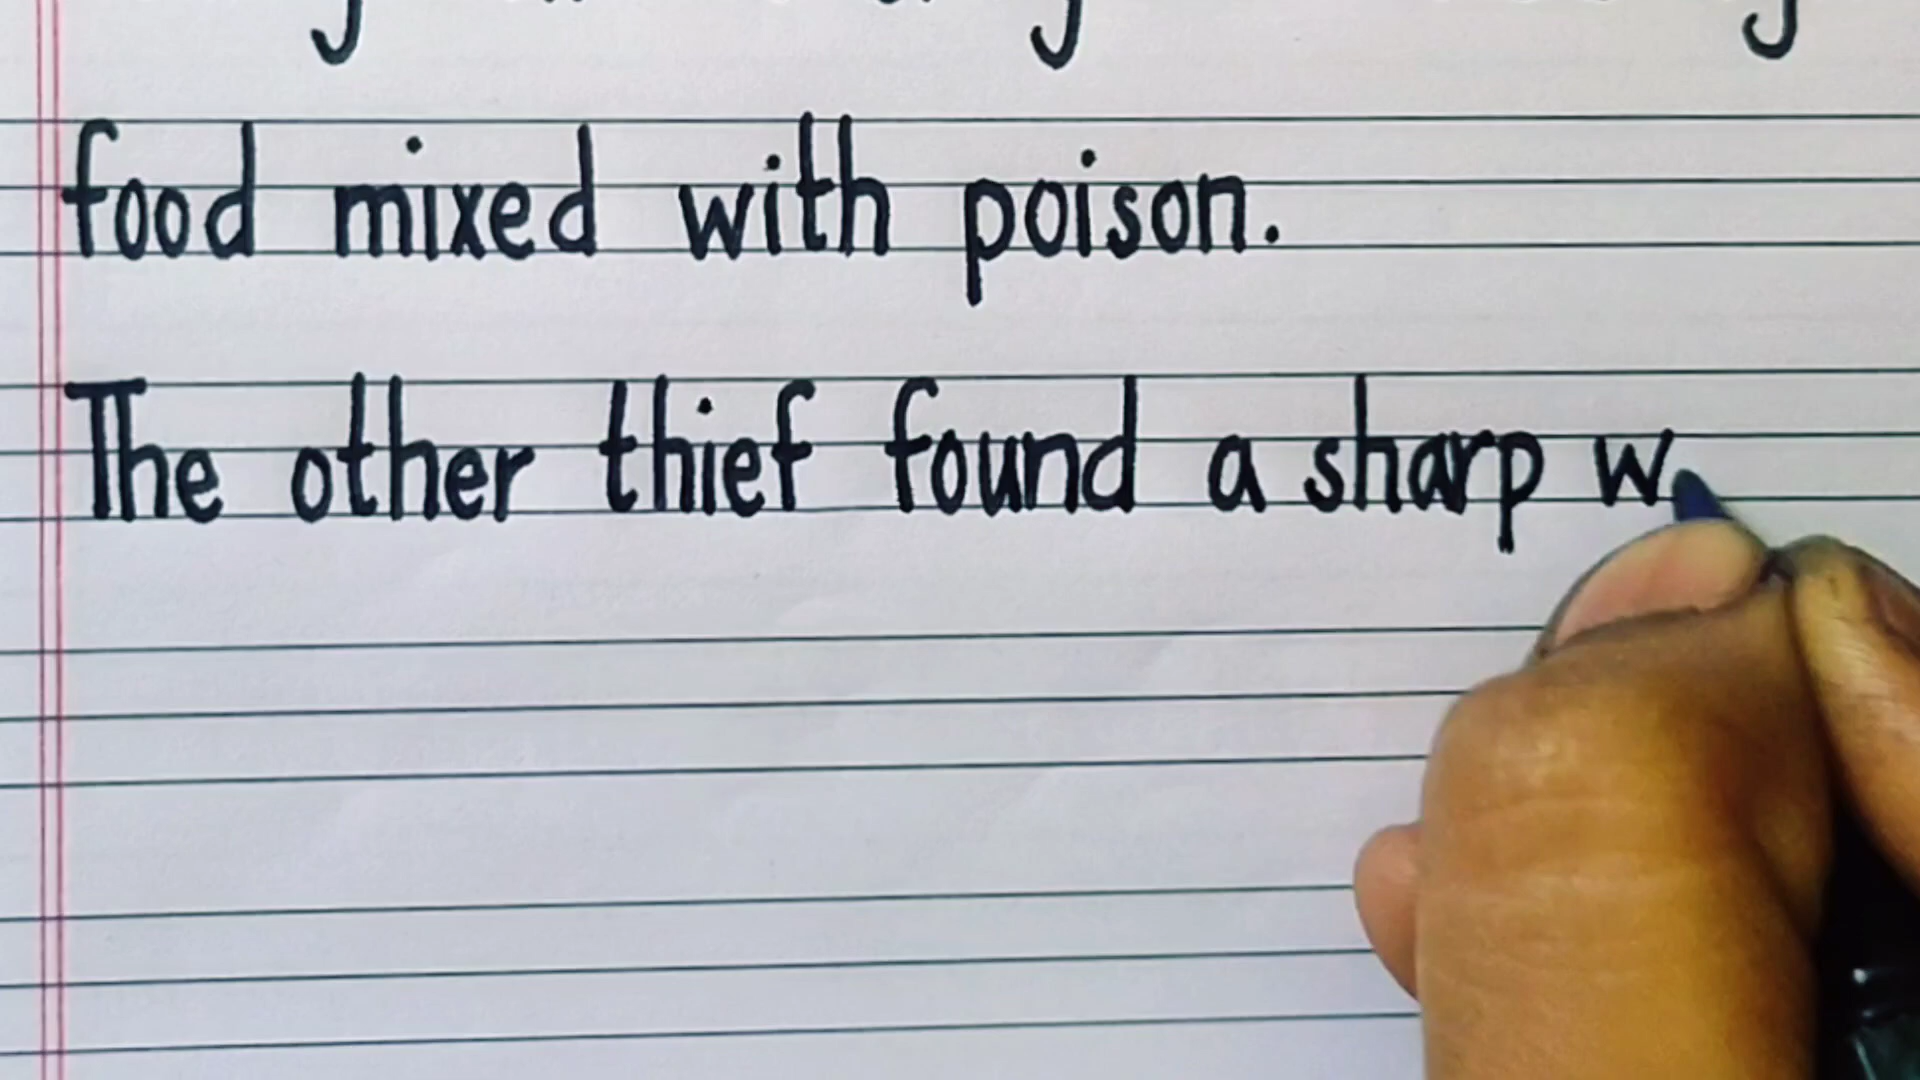 food mixed with poison.
The other thief found a sharp w